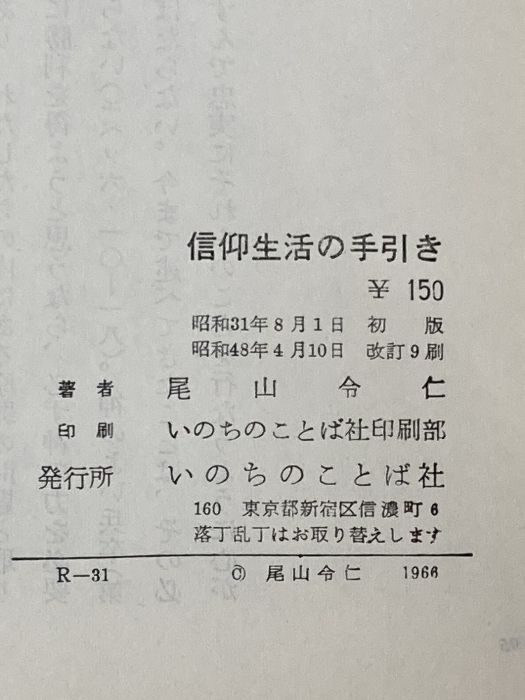 信仰生活の手引き
¥ 150
昭和31年8月1日 初版
昭和48年4月10日 改訂9刷
著者 尾山令仁
印刷 いのちのことば社印刷部
発行所 いのちのことば社
160 東京都新宿区信濃町6
落丁乱丁はお取り替えします
R—31 © 尾山令仁 1966